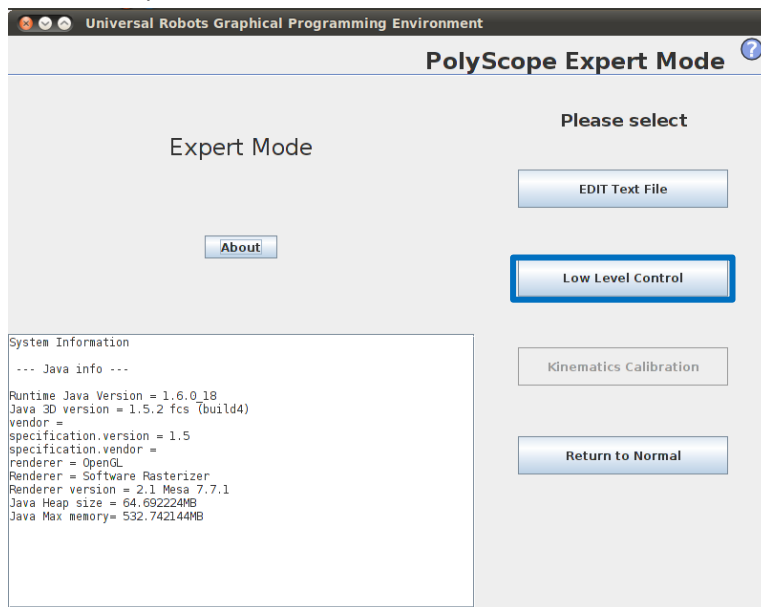 Universal Robots Graphical Programming Environment
PolyScope Expert Mode
?
Please select
Expert Mode
EDIT Text File
About
Low Level Control
Kinematics Calibration
Return to Normal
System Information
--- Java info ---
Runtime Java Version = 1.6.0_18
Java 3D version = 1.5.2 fcs (build4)
vendor =
specification.version = 1.5
specification.vendor =
renderer = OpenGL
Renderer = Software Rasterizer
Renderer version = 2.1 Mesa 7.7.1
Java Heap size = 64.692224MB
Java Max memory= 532.742144MB